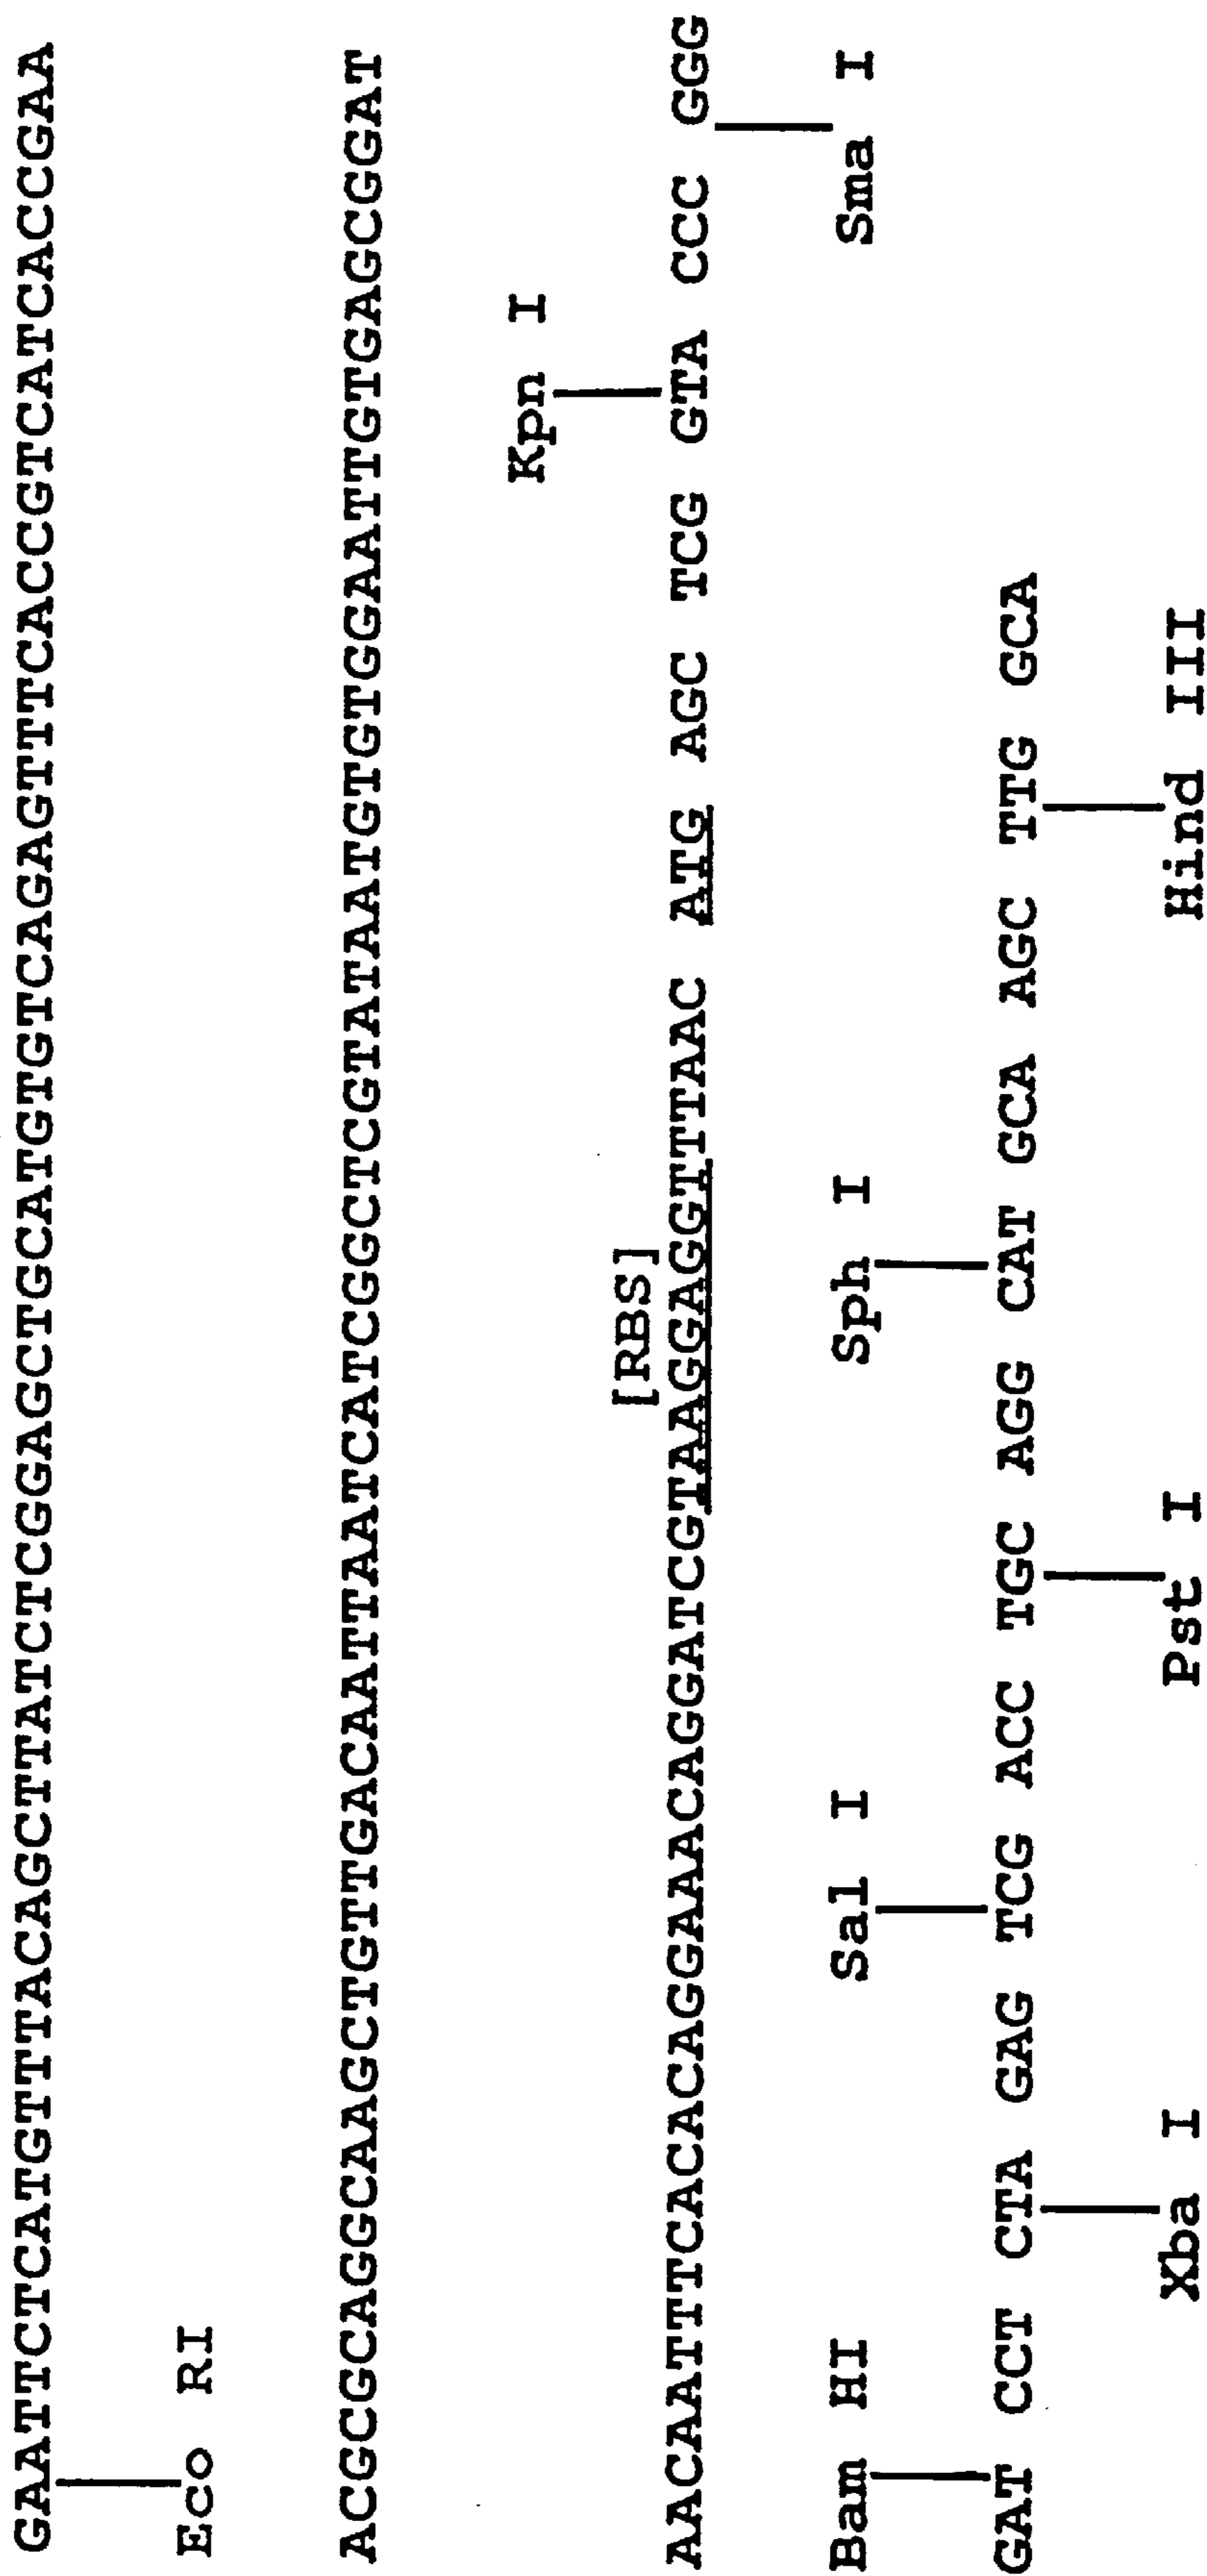 GAATTCTCATGTTTACAGCTTATCTCGGAGCTGCATGTGTCAGAGTTTCACCGTCATCACCGAA
Eco RI
ACGCGCAGGCAAGCTGTTGACAATTAATCATCGGCTCGTATAATGTGTGGAATTGTGAGCGGAT
Kpn I
[RBS]
AACAATTTCACACAGGAAACAGGATCGTAAGGAGGTTTAAC ATG AGC TCG GTA CCC GGG
Sma I
Bam HI Sal I Sph I
GAT CCT CTA GAG TCG ACC TGC AGG CAT GCA AGC TTG GCA
Xba I Pst I Hind III